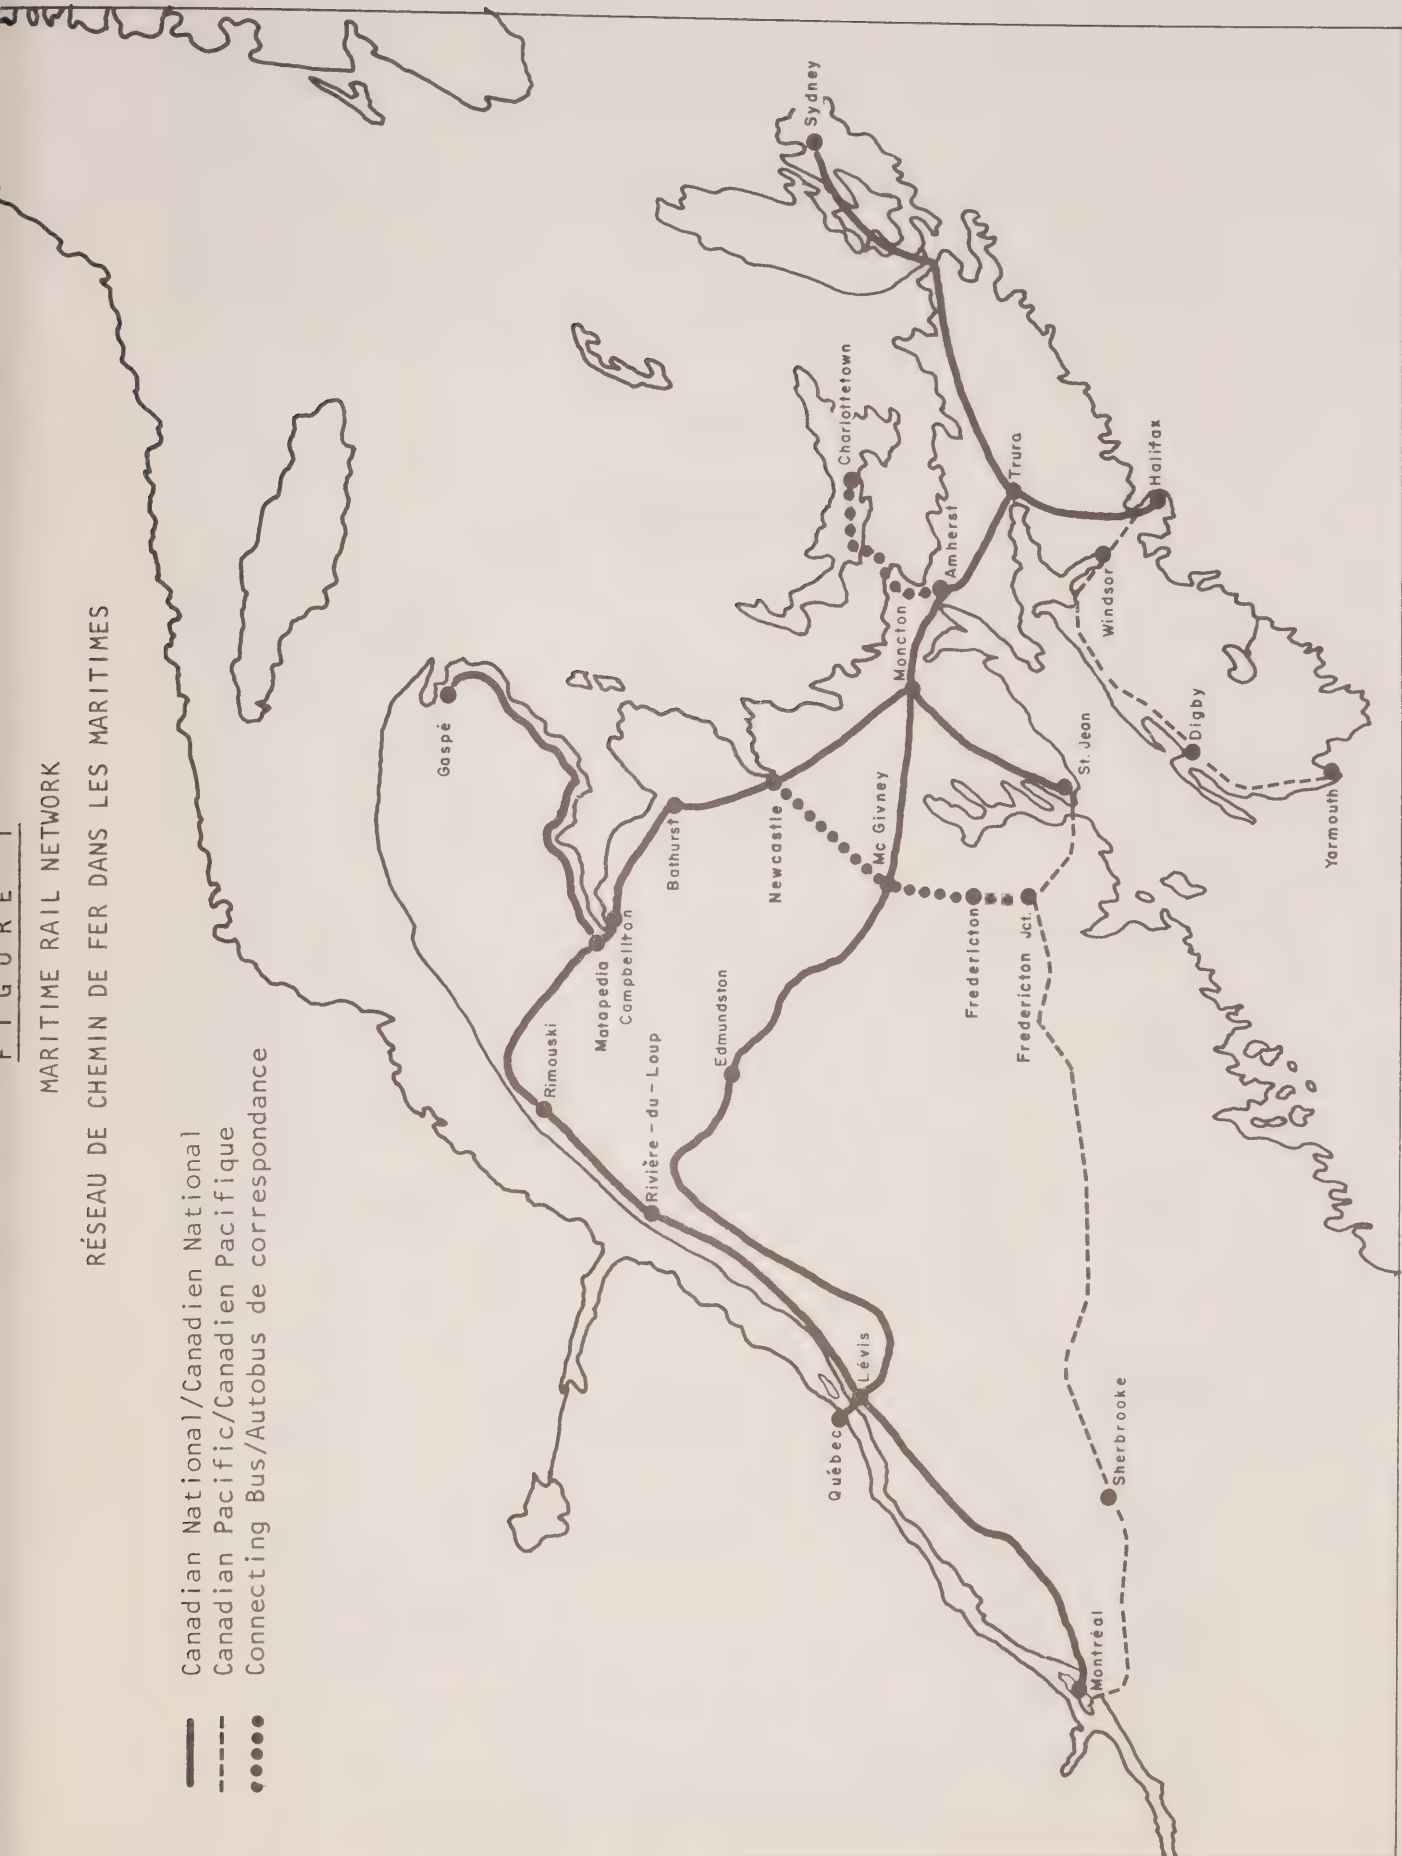 FIGURE 1
MARITIME RAIL NETWORK
RÉSEAU DE CHEMIN DE FER DANS LES MARITIMES
Canadian National/Canadien National
Canadian Pacific/Canadien Pacifique
Connecting Bus/Autobus de correspondance
Gaspé
Rimouski
Matapedia
Campbellton
Rivière-du-Loup
Bathurst
Edmundston
Newcastle
Mc Givney
Sydney
Charlottetown
Québec
Lévis
Moncton
Amherst
Fredericton
Trura
Fredericton Jct.
St. Jean
Montréal
Sherbrooke
Windsor
Halifax
Digby
Yarmouth